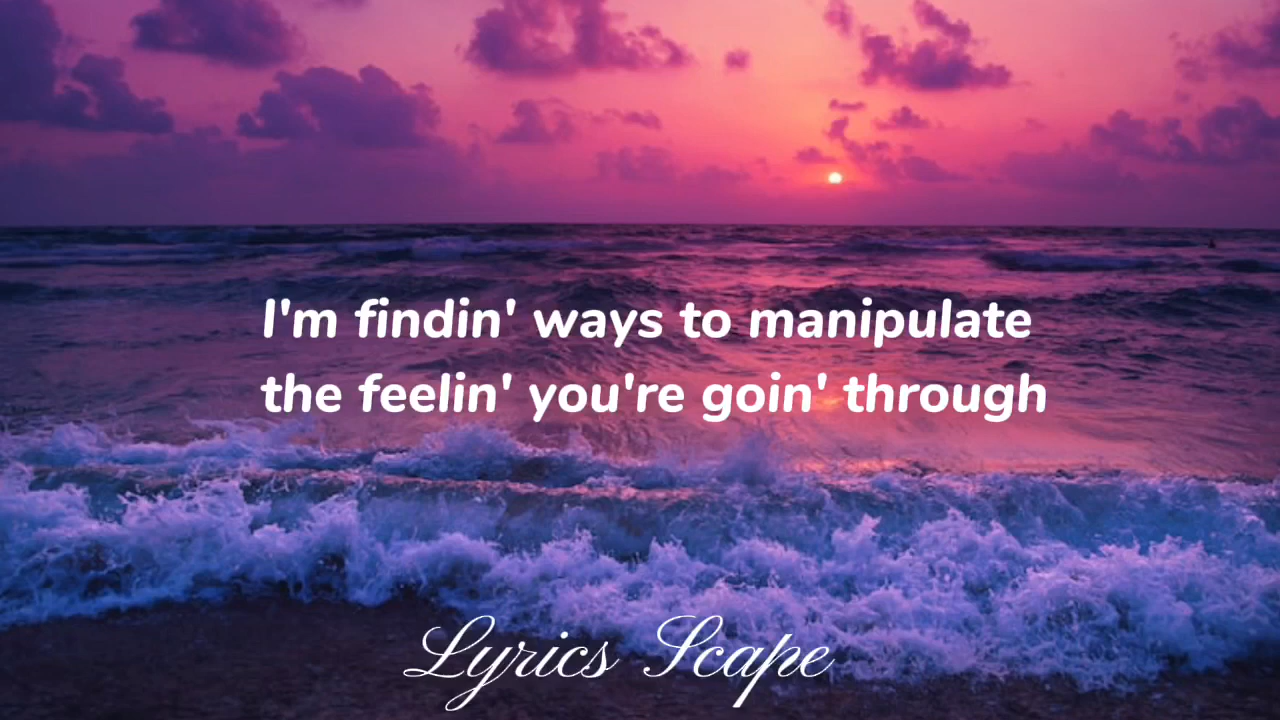 I'm findin' ways to manipulate
the feelin' you're goin' through
Lyrics Scape